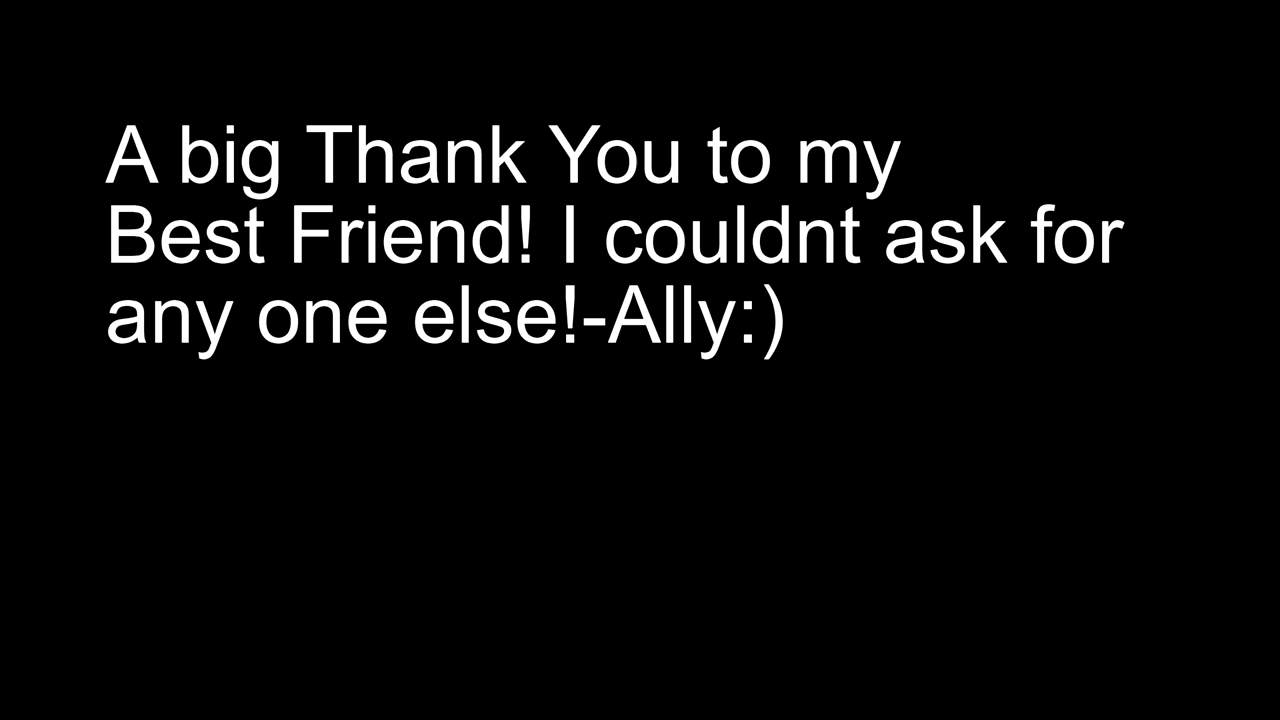 A big Thank You to my
Best Friend! I couldnt ask for
any one else!-Ally:)